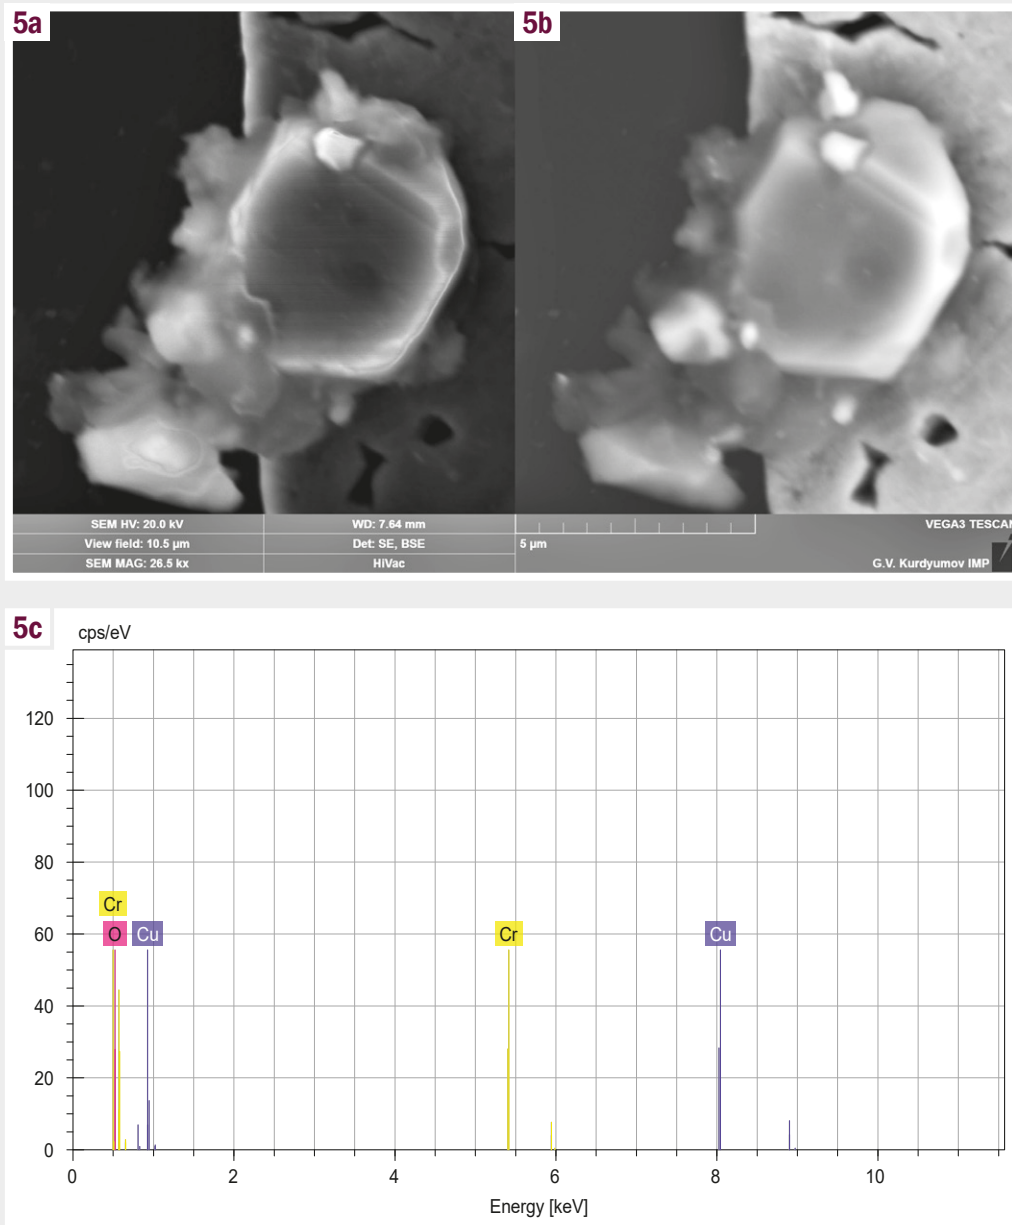 5a
5b
SEM HV: 20.0 kV
WD: 7.64 mm
VEGA3 TESCAN
View field: 10.5 µm
Det: SE, BSE
5 µm
SEM MAG: 26.5 kx
HiVac
G.V. Kurdyumov IMP
5c
cps/eV
120
100
80
60
40
20
0
Cr
O
Cu
Cr
Cu
0
2
4
6
8
10
Energy [keV]